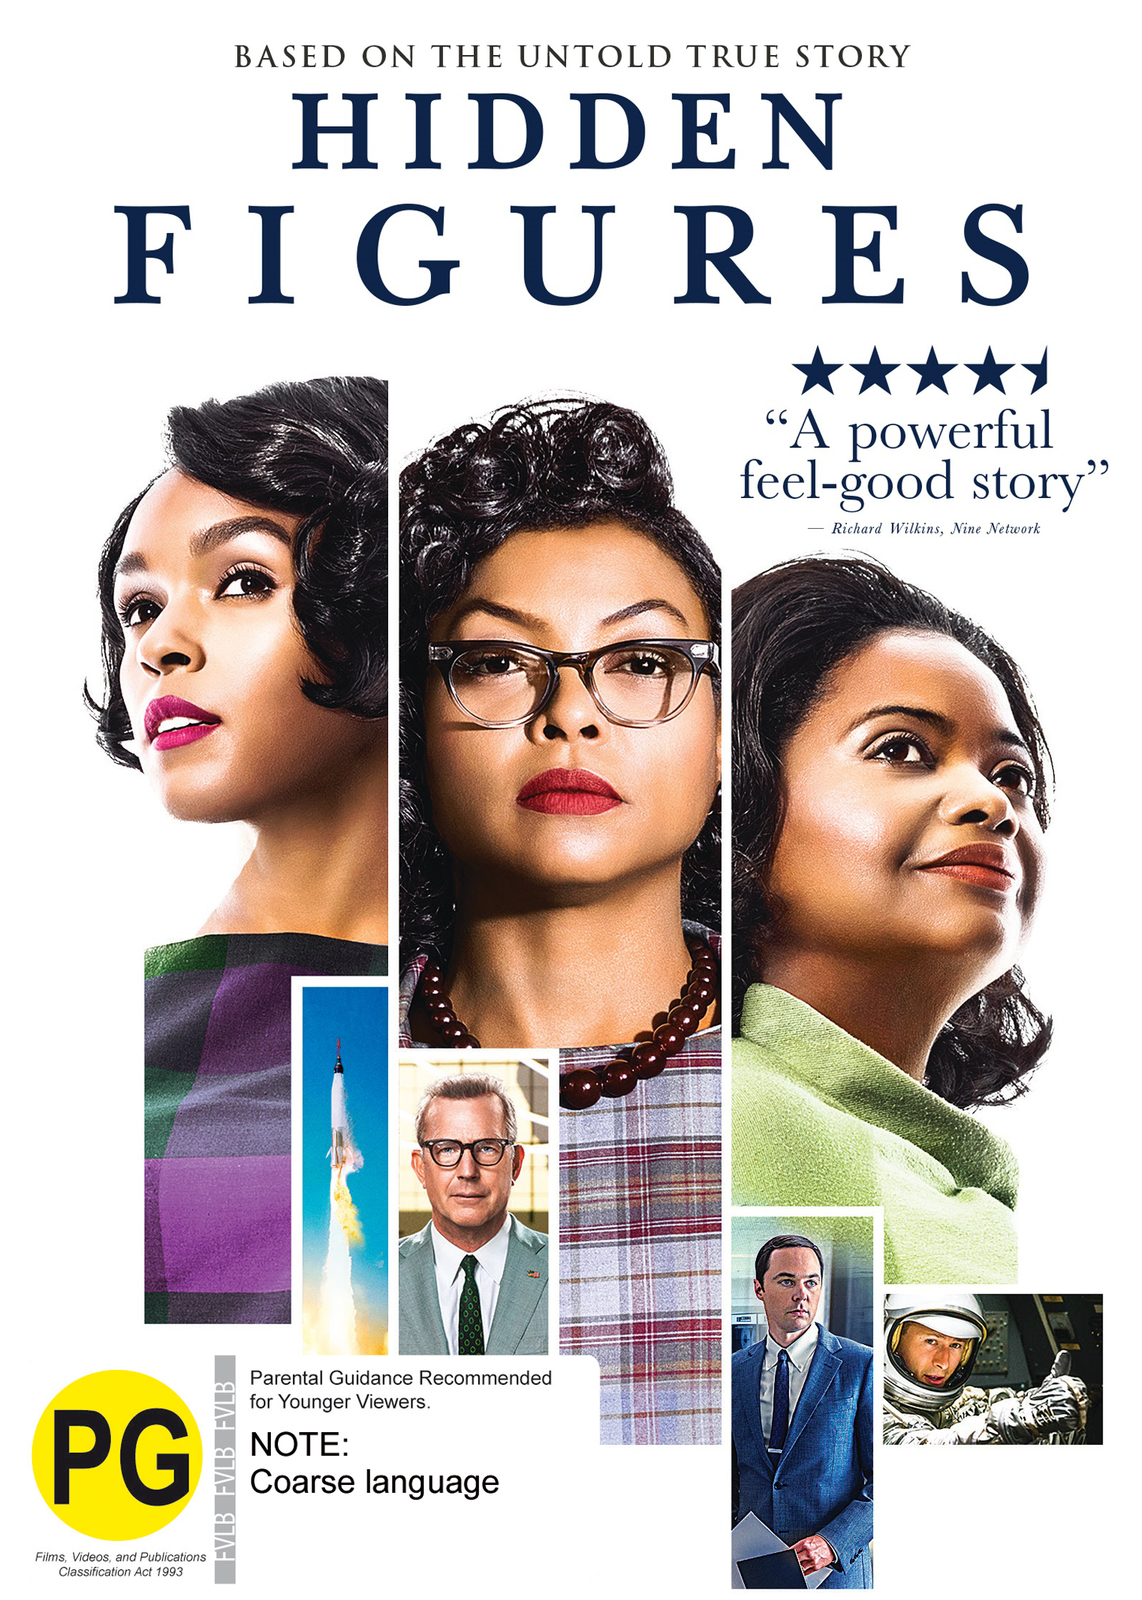 BASED ON THE UNTOLD TRUE STORY
HIDDEN
FIGURES
“A powerful
feel-good story”
— Richard Wilkins, Nine Network
PG
FVLB FVLB FVLB
Parental Guidance Recommended
for Younger Viewers.
NOTE:
Coarse language
Films, Videos, and Publications
Classification Act 1993